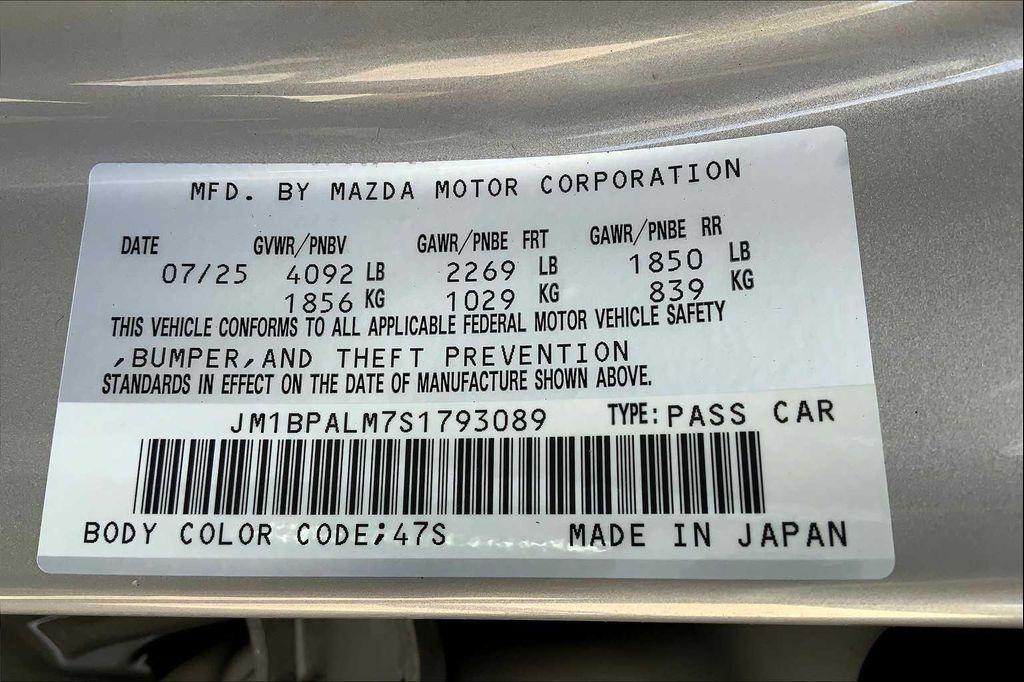 MFD. BY MAZDA MOTOR CORPORATION
DATE GVWR/PNBV GAWR/PNBE FRT GAWR/PNBE RR
07/25 4092 LB 2269 LB 1850 LB
1856 KG 1029 KG 839 KG
THIS VEHICLE CONFORMS TO ALL APPLICABLE FEDERAL MOTOR VEHICLE SAFETY
,BUMPER,AND THEFT PREVENTION
STANDARDS IN EFFECT ON THE DATE OF MANUFACTURE SHOWN ABOVE.
JM1BPALM7S1793089 TYPE: PASS CAR
BODY COLOR CODE;47S MADE IN JAPAN